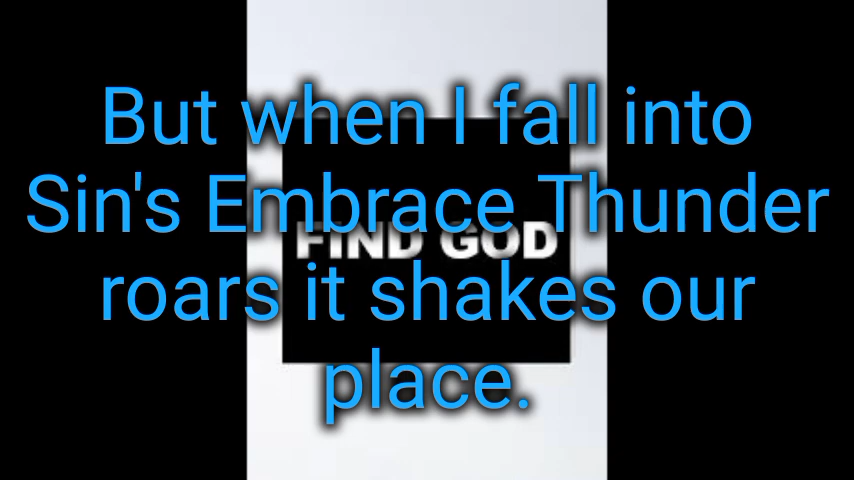 But when I fall into
Sin's Embrace Thunder
FIND GOD
roars it shakes our
place.